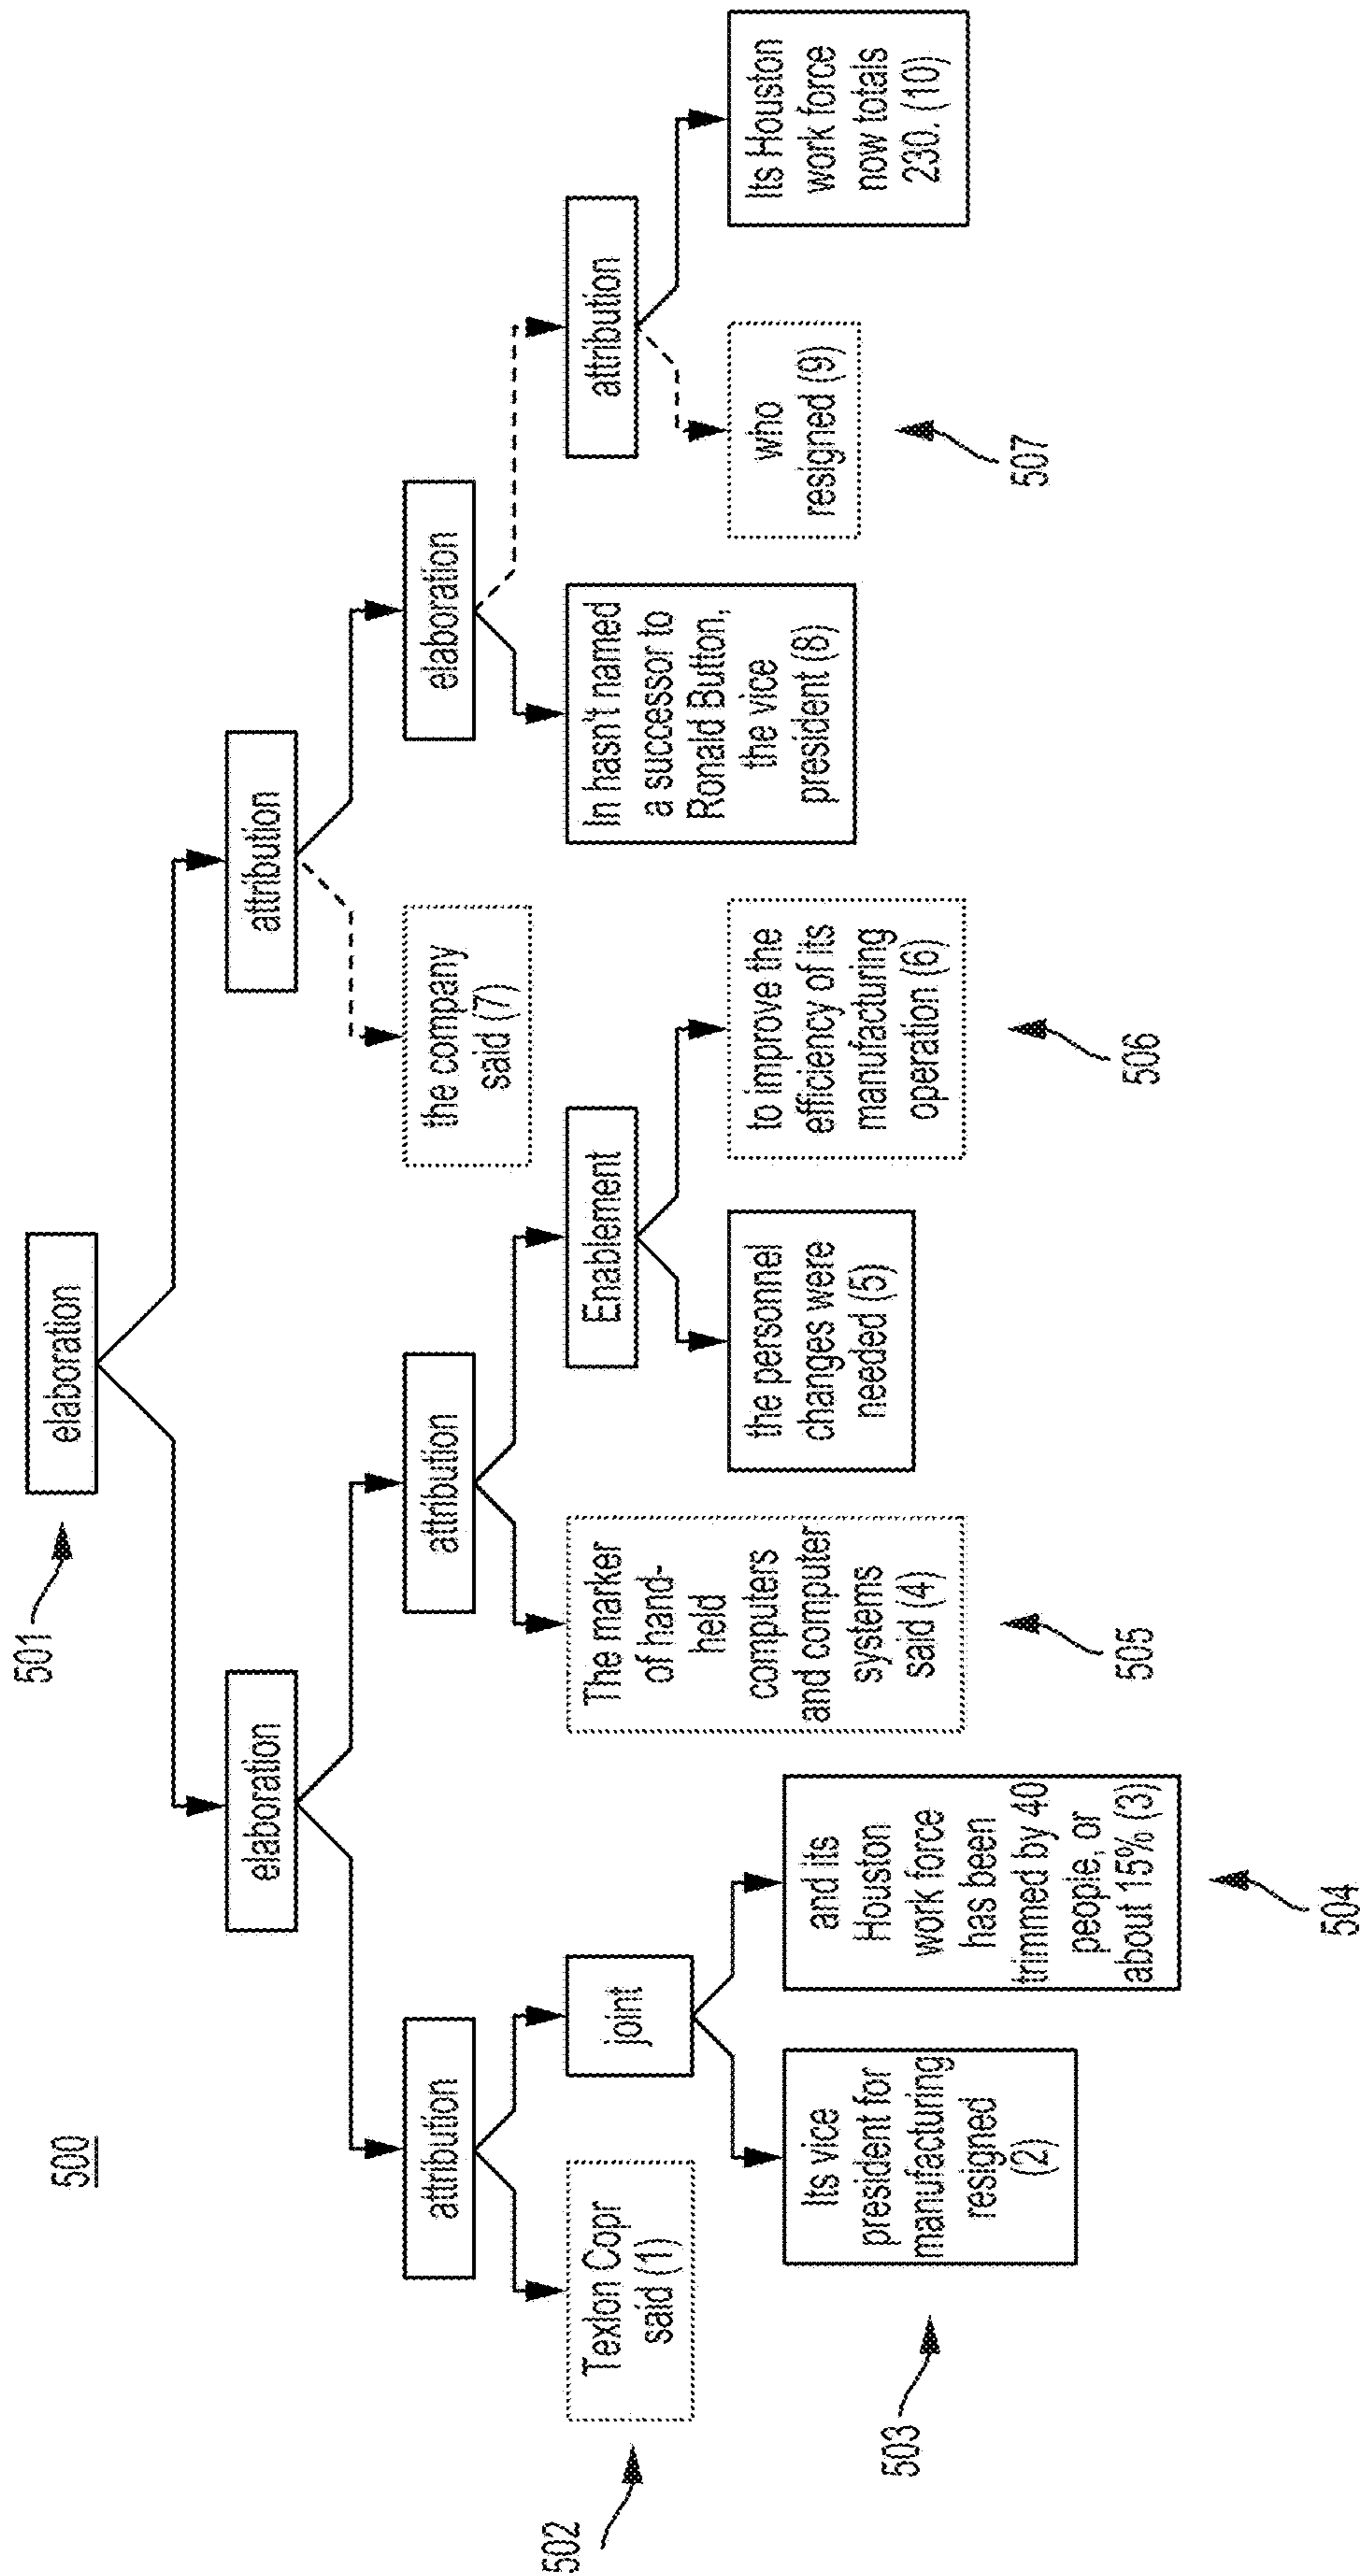 500
501
elaboration
elaboration
attribution
attribution
attribution
the company
said (7)
elaboration
Texlon Copr
said (1)
joint
The marker
of hand-
held
computers
and computer
systems
said (4)
Enablement
In hasn't named
a successor to
Ronald Button,
the vice
president (8)
attribution
502
Its vice
president for
manufacturing
resigned
(2)
and its
Houston
work force
has been
trimmed by 40
people, or
about 15% (3)
the personnel
changes were
needed (5)
to improve the
efficiency of its
manufacturing
operation (6)
who
resigned (9)
Its Houston
work force
now totals
230. (10)
503
504
505
506
507